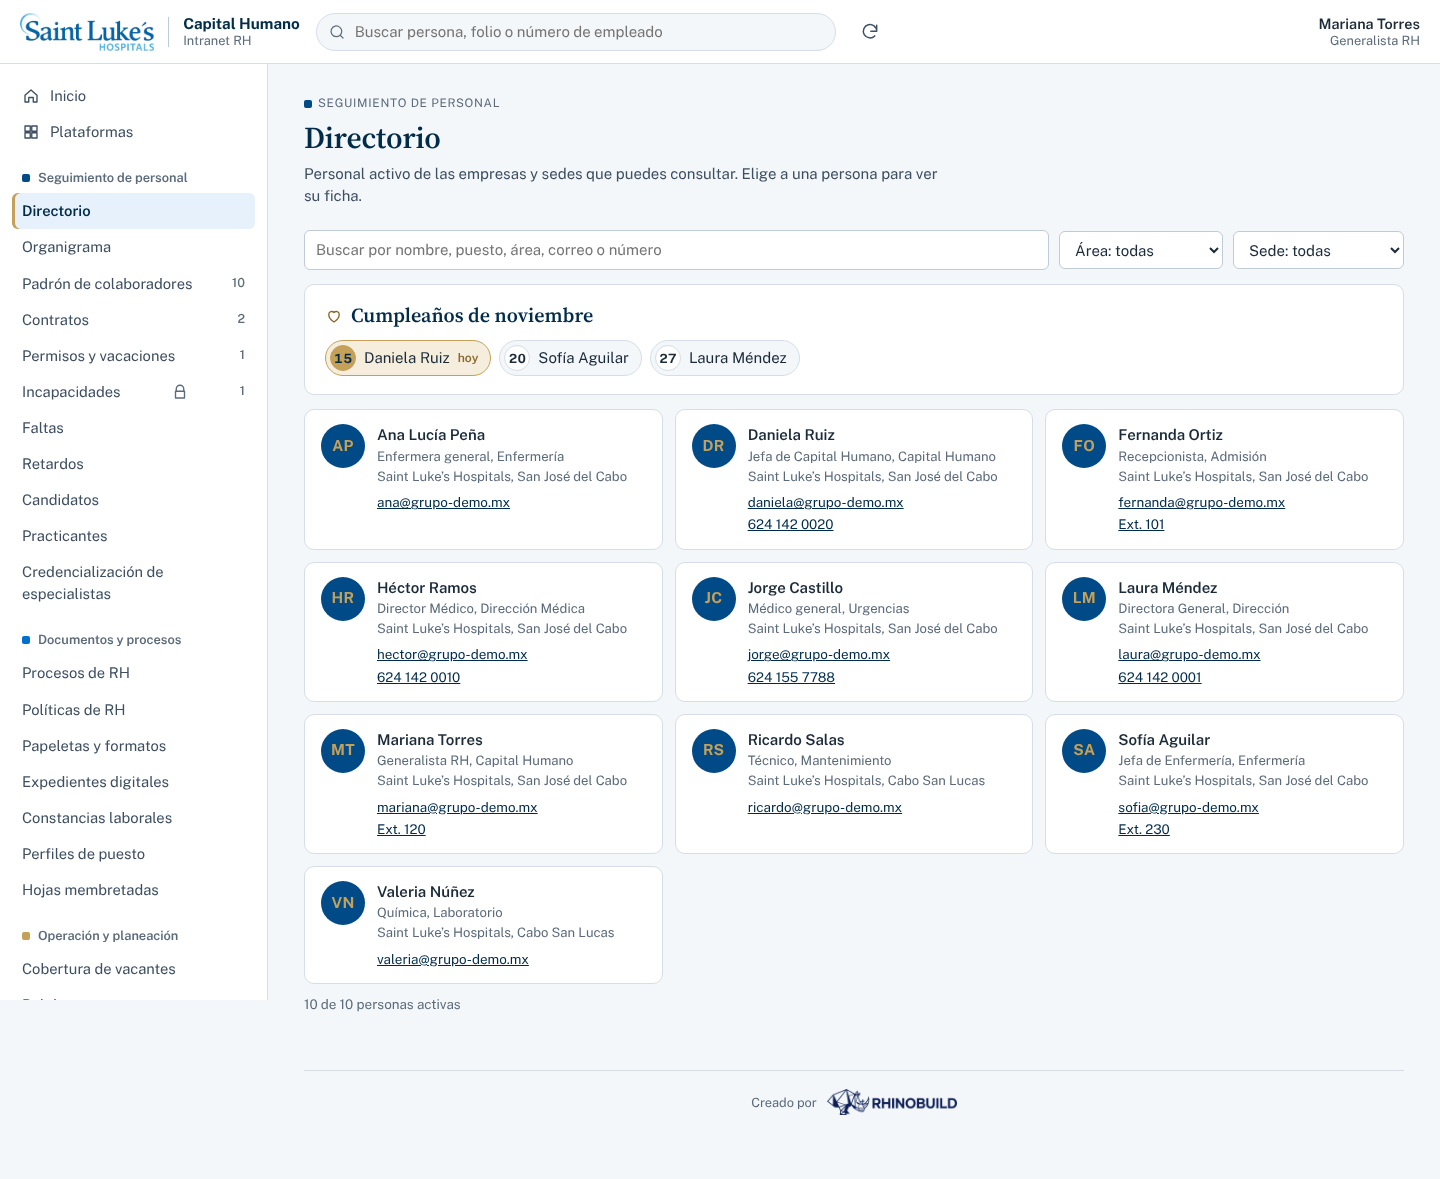 Saint Luke's
HOSPITALS
Capital Humano
Intranet RH
Buscar persona, folio o número de empleado
Mariana Torres
Generalista RH
Inicio
Plataformas
Seguimiento de personal
Directorio
Organigrama
Padrón de colaboradores 10
Contratos 2
Permisos y vacaciones 1
Incapacidades 1
Faltas
Retardos
Candidatos
Practicantes
Credencialización de
especialistas
Documentos y procesos
Procesos de RH
Políticas de RH
Papeletas y formatos
Expedientes digitales
Constancias laborales
Perfiles de puesto
Hojas membretadas
Operación y planeación
Cobertura de vacantes
SEGUIMIENTO DE PERSONAL
Directorio
Personal activo de las empresas y sedes que puedes consultar. Elige a una persona para ver
su ficha.
Buscar por nombre, puesto, área, correo o número
Área: todas
Sede: todas
Cumpleaños de noviembre
15 Daniela Ruiz hoy
20 Sofía Aguilar
27 Laura Méndez
AP
Ana Lucía Peña
Enfermera general, Enfermería
Saint Luke's Hospitals, San José del Cabo
ana@grupo-demo.mx
DR
Daniela Ruiz
Jefa de Capital Humano, Capital Humano
Saint Luke's Hospitals, San José del Cabo
daniela@grupo-demo.mx
624 142 0020
FO
Fernanda Ortiz
Recepcionista, Admisión
Saint Luke's Hospitals, San José del Cabo
fernanda@grupo-demo.mx
Ext. 101
HR
Héctor Ramos
Director Médico, Dirección Médica
Saint Luke's Hospitals, San José del Cabo
hector@grupo-demo.mx
624 142 0010
JC
Jorge Castillo
Médico general, Urgencias
Saint Luke's Hospitals, San José del Cabo
jorge@grupo-demo.mx
624 155 7788
LM
Laura Méndez
Directora General, Dirección
Saint Luke's Hospitals, San José del Cabo
laura@grupo-demo.mx
624 142 0001
MT
Mariana Torres
Generalista RH, Capital Humano
Saint Luke's Hospitals, San José del Cabo
mariana@grupo-demo.mx
Ext. 120
RS
Ricardo Salas
Técnico, Mantenimiento
Saint Luke's Hospitals, Cabo San Lucas
ricardo@grupo-demo.mx
SA
Sofía Aguilar
Jefa de Enfermería, Enfermería
Saint Luke's Hospitals, San José del Cabo
sofia@grupo-demo.mx
Ext. 230
VN
Valeria Núñez
Química, Laboratorio
Saint Luke's Hospitals, Cabo San Lucas
valeria@grupo-demo.mx
10 de 10 personas activas
Creado por RHINOBUILD